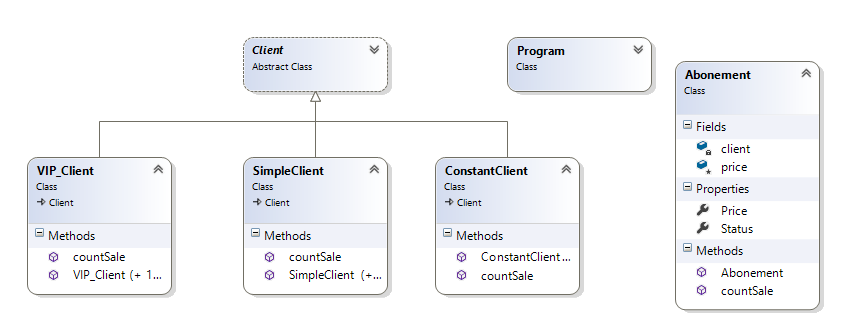 Client
Abstract Class
Program
Class
Abonement
Class
Fields
client
price
Properties
Price
Status
Methods
Abonement
countSale
VIP_Client
Class
Client
Methods
countSale
VIP_Client (+ 1...
SimpleClient
Class
Client
Methods
countSale
SimpleClient (+...
ConstantClient
Class
Client
Methods
ConstantClient...
countSale